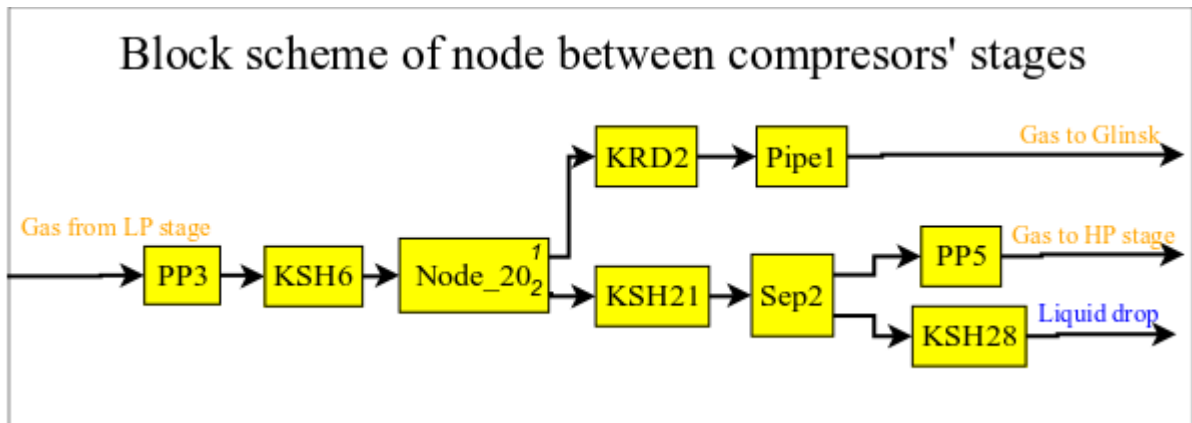 Block scheme of node between compresors' stages
Gas to Glinsk
KRD2
Pipe1
Gas from LP stage
Gas to HP stage
PP3
KSH6
Node_20
1
2
KSH21
Sep2
PP5
Liquid drop
KSH28